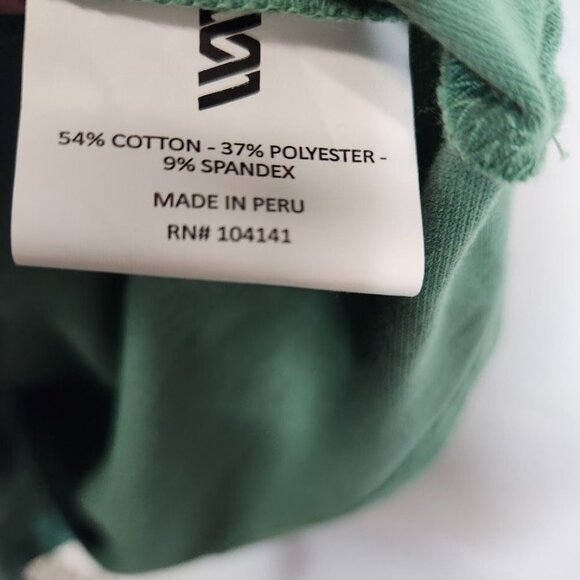 54% COTTON - 37% POLYESTER -
9% SPANDEX
MADE IN PERU
RN# 104141